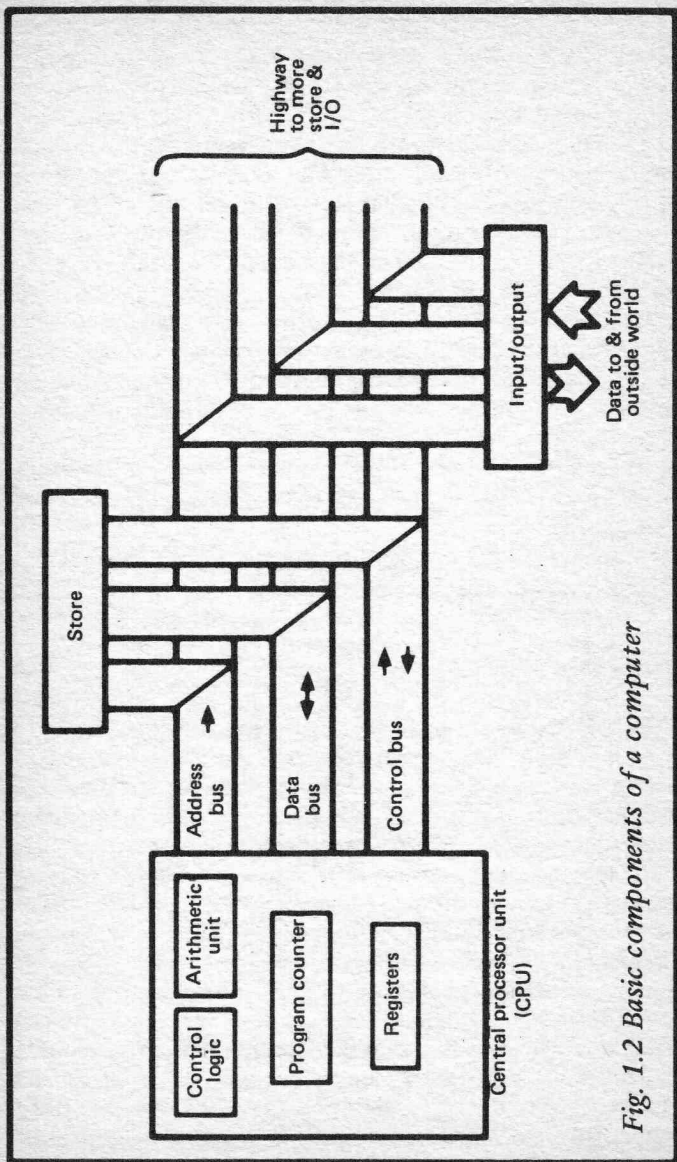 Store
Highway
to more
store &
I/O
Control
logic
Arithmetic
unit
Program counter
Registers
Central processor unit
(CPU)
Address
bus
Data
bus
Control bus
Input/output
Data to & from
outside world
Fig. 1.2 Basic components of a computer